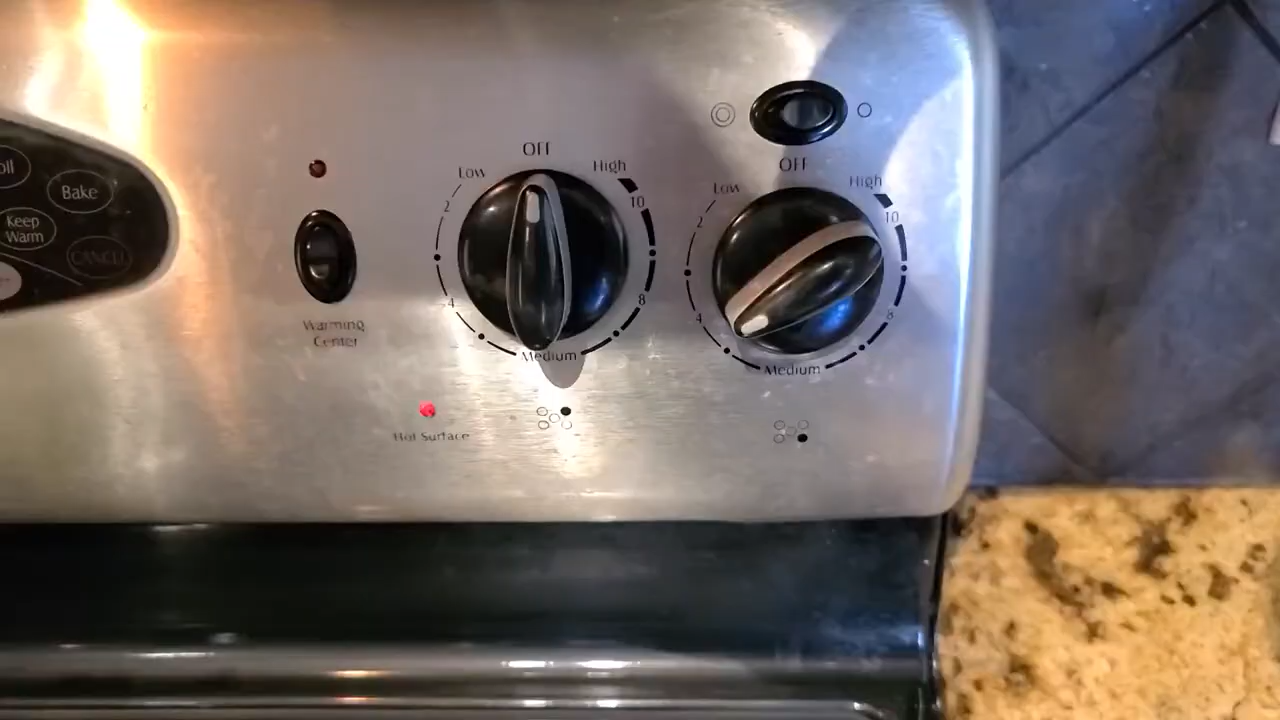 Bake
Keep
Warm
CANCEL
Warming
Center
Hot Surface
OFF
Low
High
2
10
4
8
Medium
OFF
Low
High
2
10
4
8
Medium